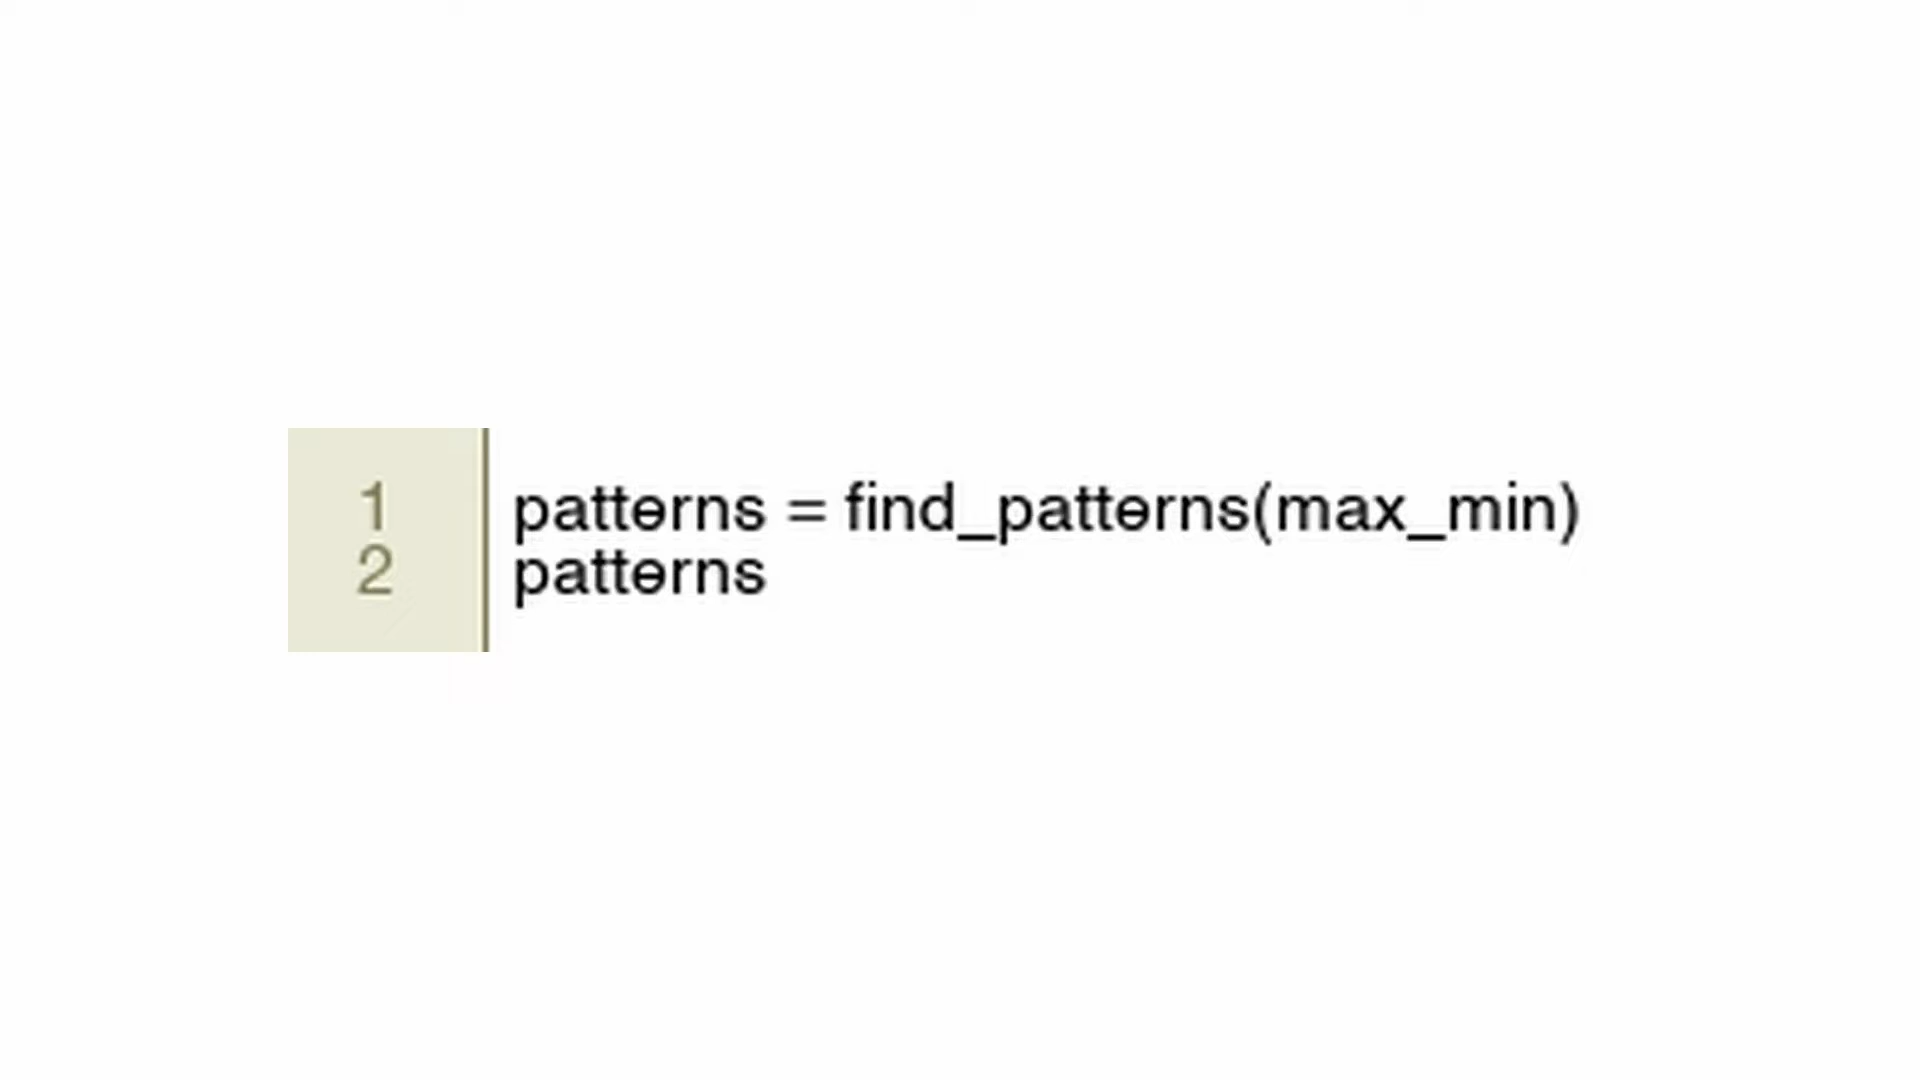 1 patterns = find_patterns(max_min)
2 patterns